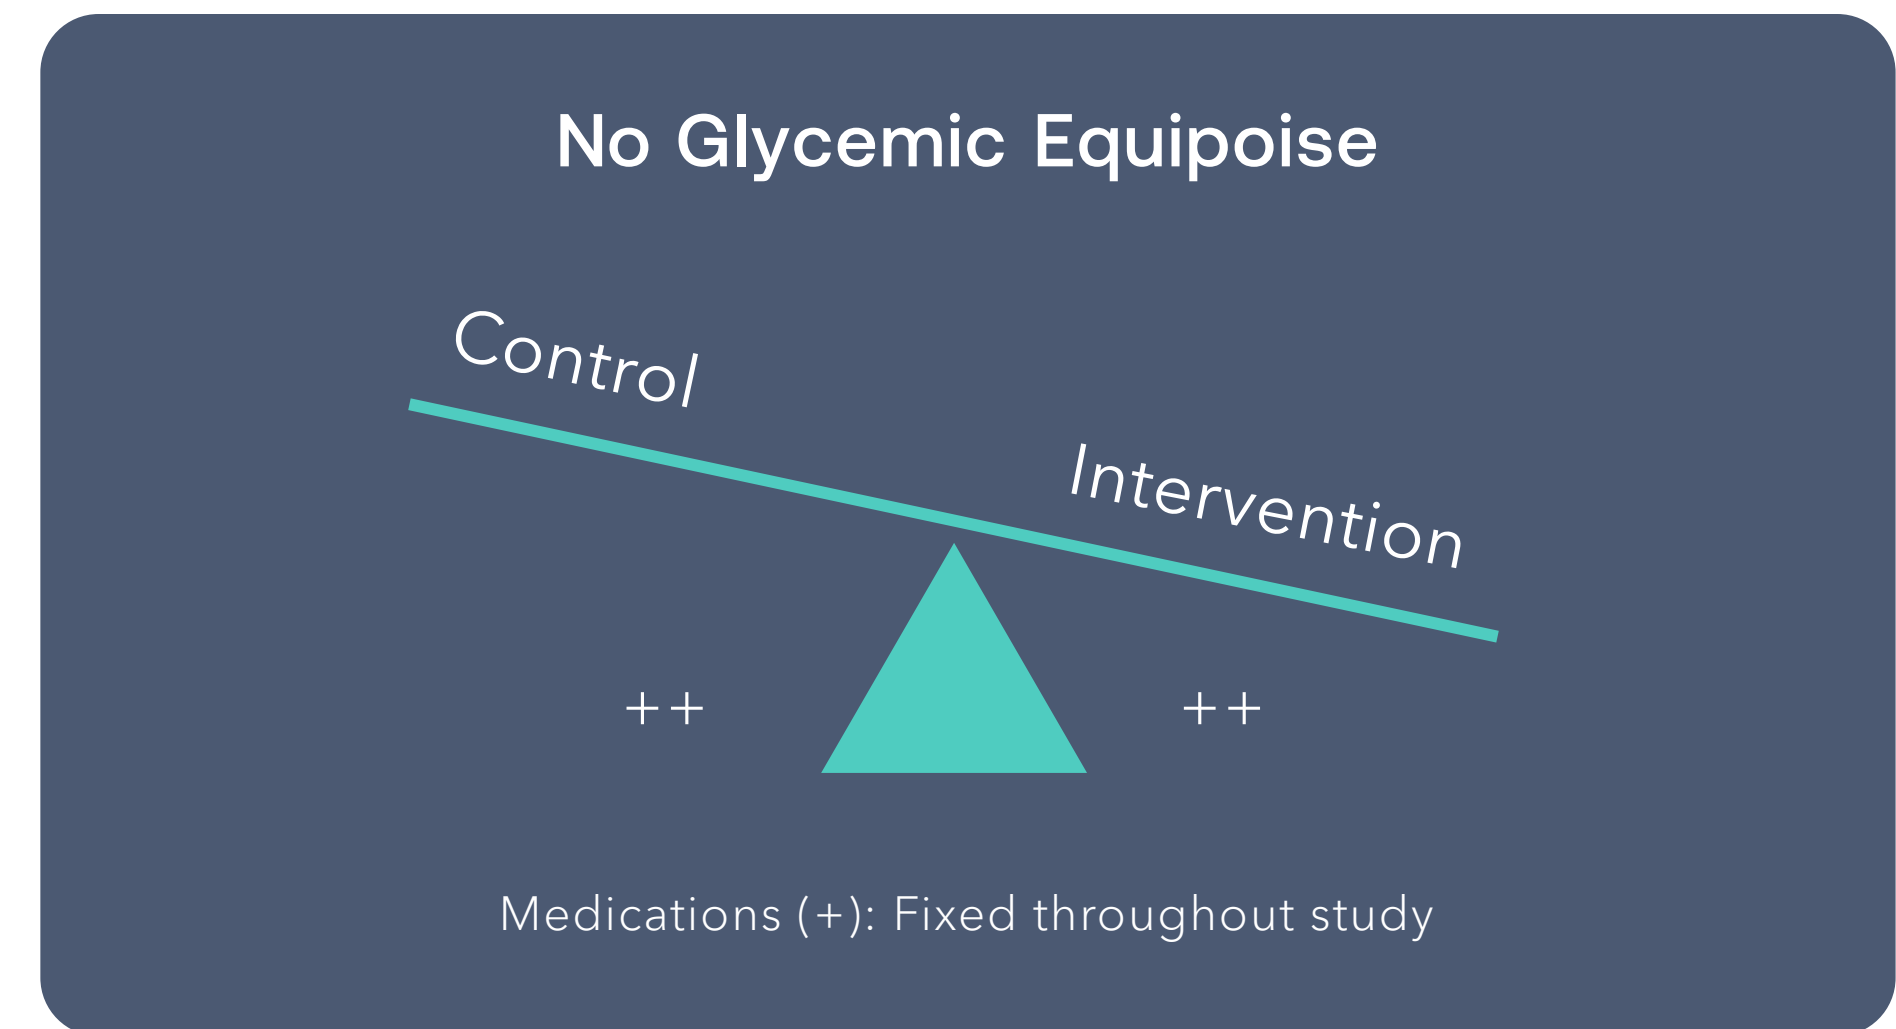 No Glycemic Equipoise
Control
Intervention
++ ++
Medications (+): Fixed throughout study